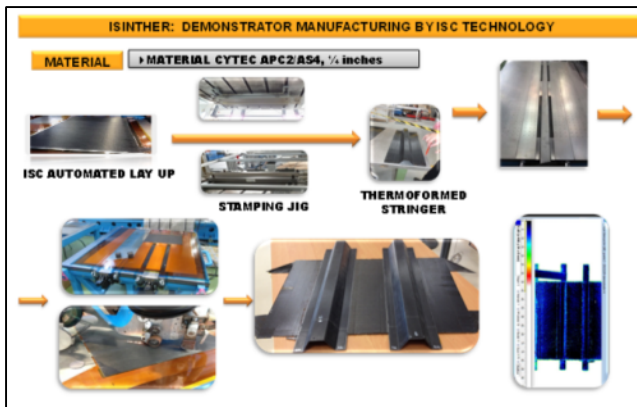 ISINTHER: DEMONSTRATOR MANUFACTURING BY ISC TECHNOLOGY
MATERIAL
MATERIAL CYTEC APC2/AS4, ¼ inches
ISC AUTOMATED LAY UP
STAMPING JIG
THERMOFORMED
STRINGER